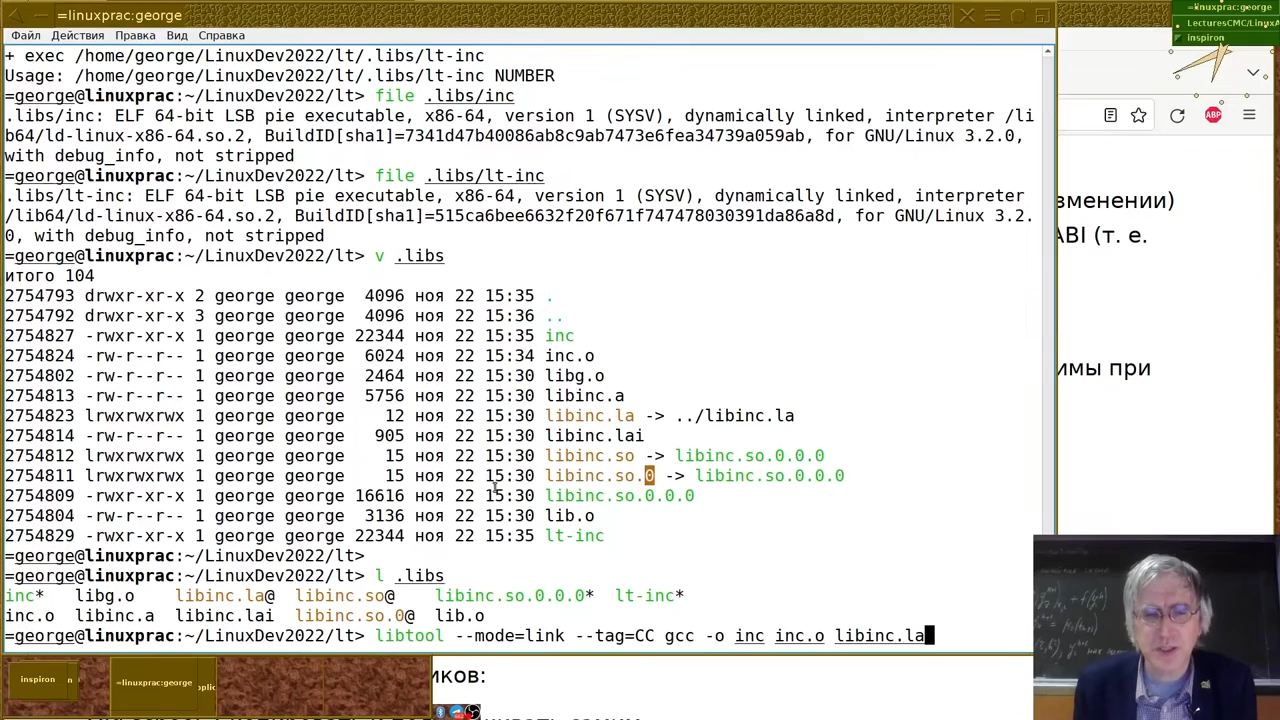 =linuxprac:george
Файл Действия Правка Вид Справка
+ exec /home/george/LinuxDev2022/lt/.libs/lt-inc
Usage: /home/george/LinuxDev2022/lt/.libs/lt-inc NUMBER
=george@linuxprac:~/LinuxDev2022/lt> file .libs/inc
.libs/inc: ELF 64-bit LSB pie executable, x86-64, version 1 (SYSV), dynamically linked, interpreter /li
b64/ld-linux-x86-64.so.2, BuildID[sha1]=7341d47b40086ab8c9ab7473e6fea34739a059ab, for GNU/Linux 3.2.0,
with debug_info, not stripped
=george@linuxprac:~/LinuxDev2022/lt> file .libs/lt-inc
.libs/lt-inc: ELF 64-bit LSB pie executable, x86-64, version 1 (SYSV), dynamically linked, interpreter
/lib64/ld-linux-x86-64.so.2, BuildID[sha1]=515ca6bee6632f20f671f747478030391da86a8d, for GNU/Linux 3.2.
0, with debug_info, not stripped
=george@linuxprac:~/LinuxDev2022/lt> v .libs
итого 104
2754793 drwxr-xr-x 2 george george 4096 ноя 22 15:35 .
2754792 drwxr-xr-x 3 george george 4096 ноя 22 15:36 ..
2754827 -rwxr-xr-x 1 george george 22344 ноя 22 15:35 inc
2754824 -rw-r--r-- 1 george george 6024 ноя 22 15:34 inc.o
2754802 -rw-r--r-- 1 george george 2464 ноя 22 15:30 libg.o
2754813 -rw-r--r-- 1 george george 5756 ноя 22 15:30 libinc.a
2754823 lrwxrwxrwx 1 george george 12 ноя 22 15:30 libinc.la -> ../libinc.la
2754814 -rw-r--r-- 1 george george 905 ноя 22 15:30 libinc.lai
2754812 lrwxrwxrwx 1 george george 15 ноя 22 15:30 libinc.so -> libinc.so.0.0.0
2754811 lrwxrwxrwx 1 george george 15 ноя 22 15:30 libinc.so.0 -> libinc.so.0.0.0
2754809 -rwxr-xr-x 1 george george 16616 ноя 22 15:30 libinc.so.0.0.0
2754804 -rw-r--r-- 1 george george 3136 ноя 22 15:30 lib.o
2754829 -rwxr-xr-x 1 george george 22344 ноя 22 15:35 lt-inc
=george@linuxprac:~/LinuxDev2022/lt>
=george@linuxprac:~/LinuxDev2022/lt> l .libs
inc* libg.o libinc.la@ libinc.so@ libinc.so.0.0.0* lt-inc*
inc.o libinc.a libinc.lai libinc.so.0@ lib.o
=george@linuxprac:~/LinuxDev2022/lt> libtool --mode=link --tag=CC gcc -o inc inc.o libinc.la
=linuxprac:george
LecturesCMC/LinuxA
inspiron
ABP
зменении)
ABI (т. е.
имы при
inspiron
=linuxprac:george
иков: